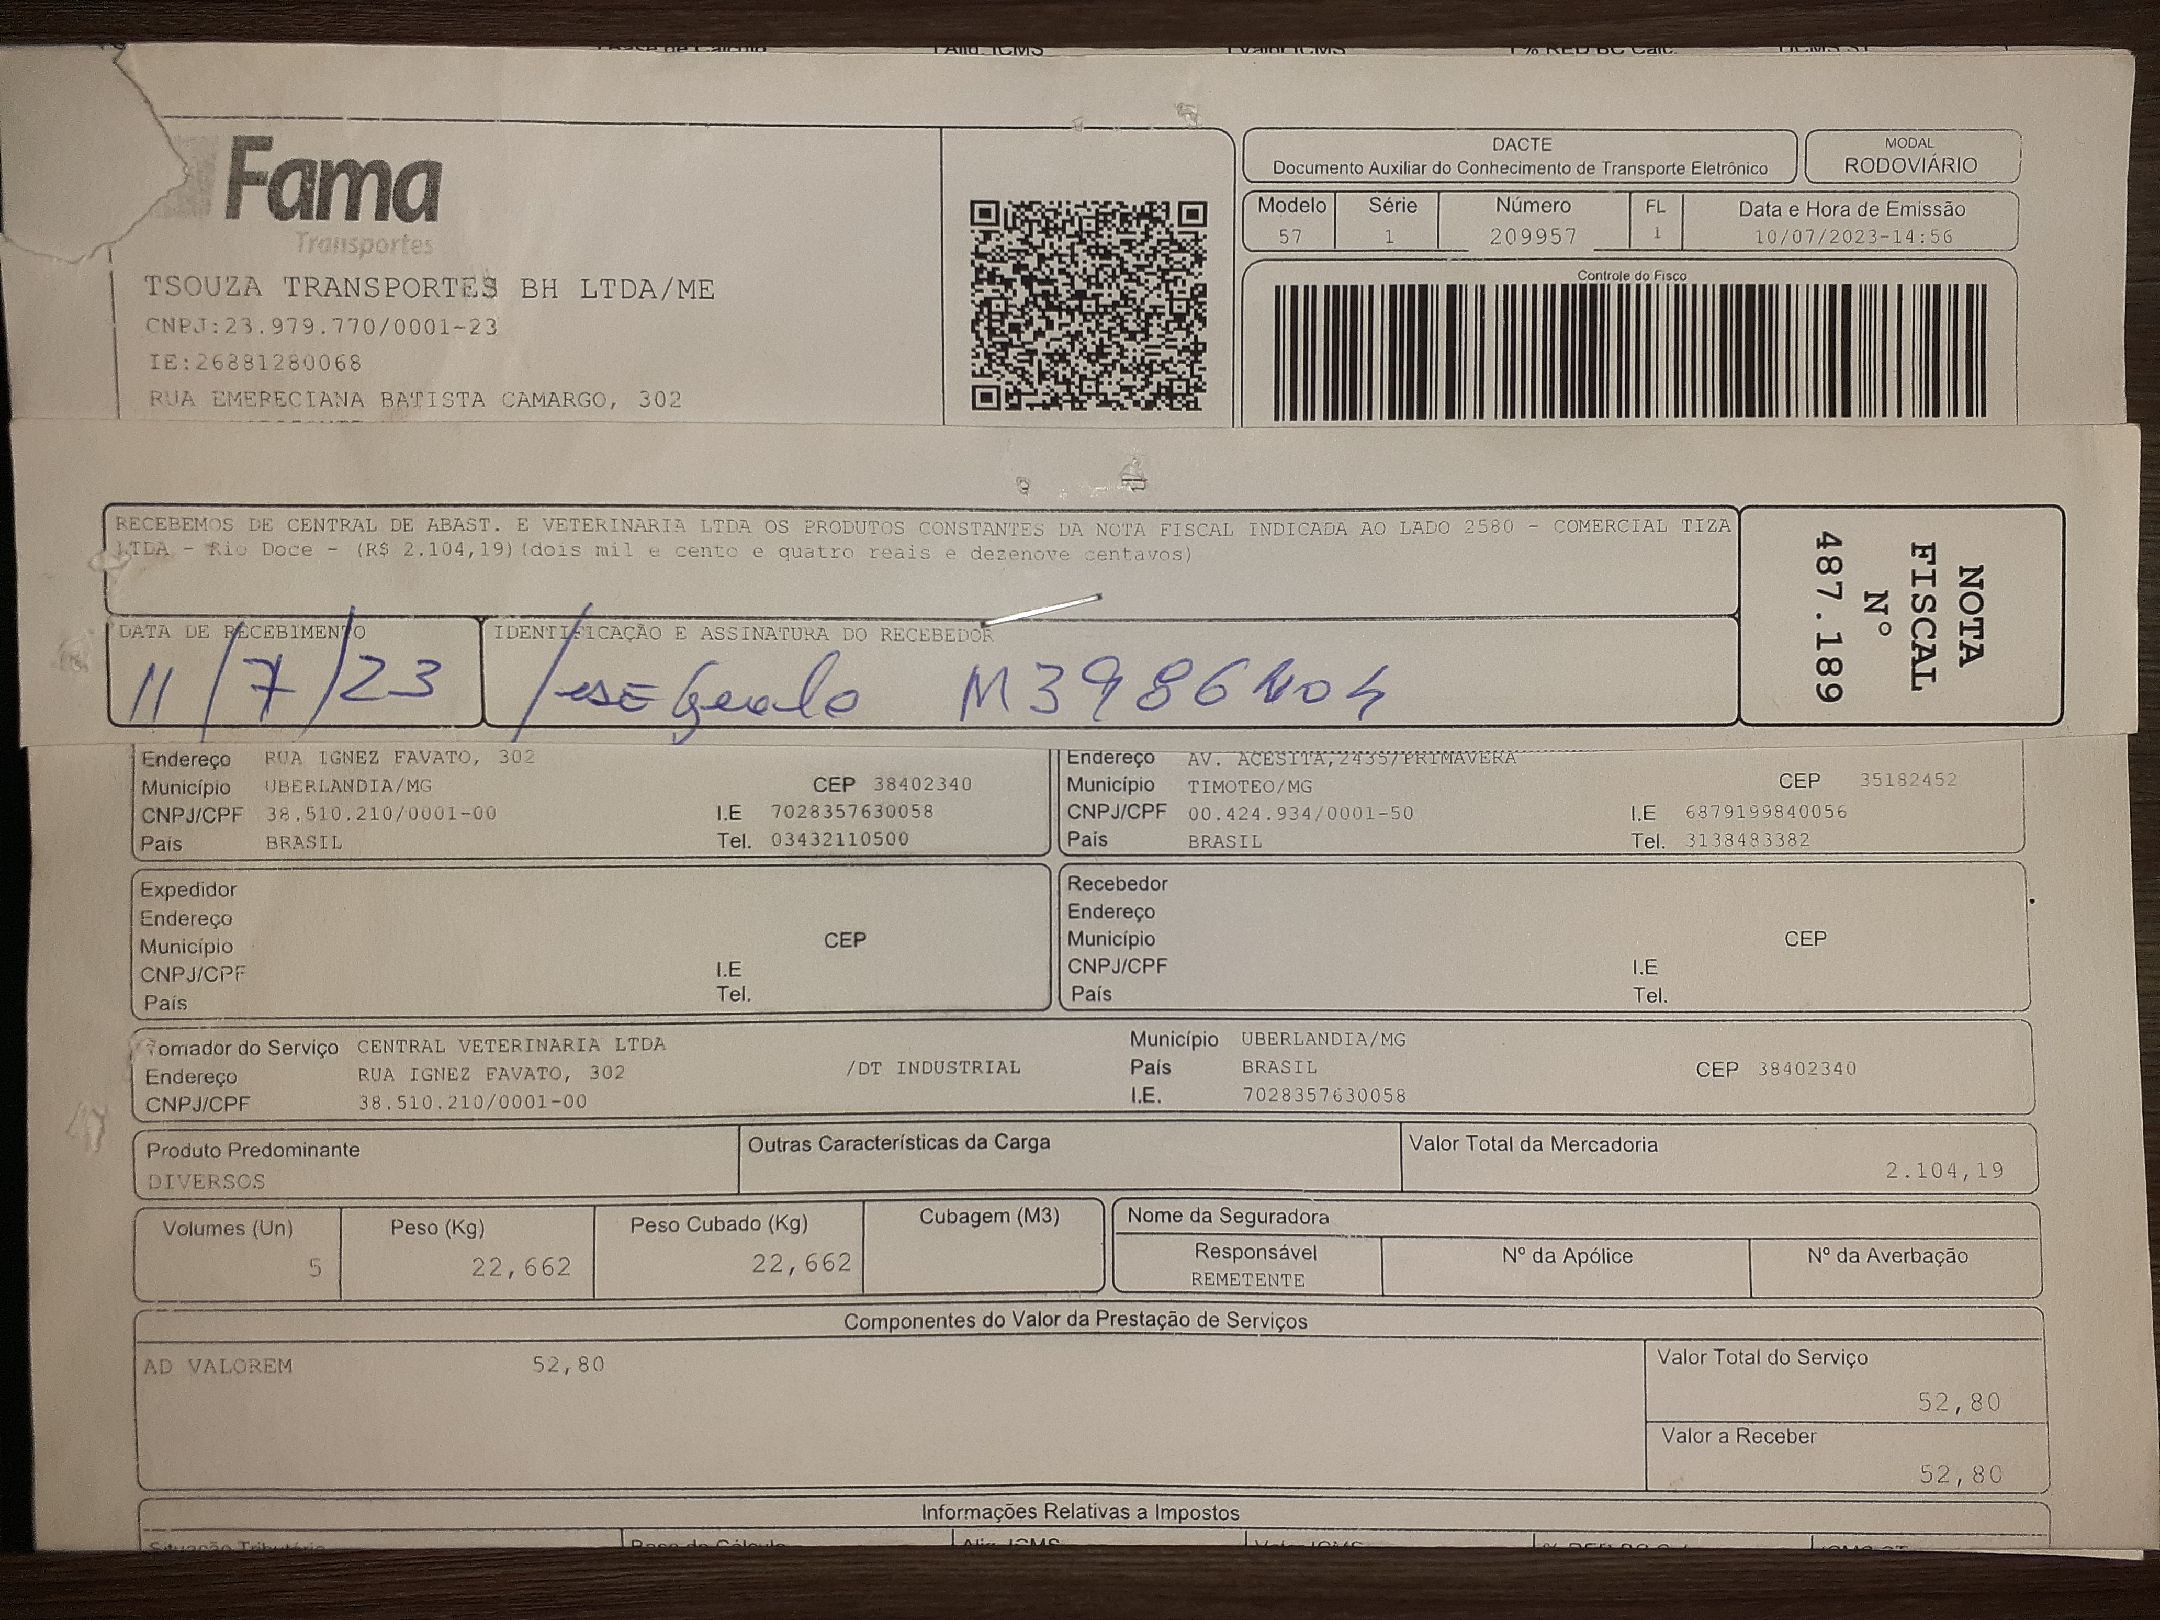 Fama
Transportes
TSOUZA TRANSPORTES BH LTDA/ME
CNPJ:23.979.770/0001-23
IE:26881280068
RUA EMERECIANA BATISTA CAMARGO, 302
DACTE
Documento Auxiliar do Conhecimento de Transporte Eletrônico
MODAL
RODOVIÁRIO
Modelo Série Número FL Data e Hora de Emissão
57 1 209957 1 10/07/2023-14:56
Controle do Fisco
RECEBEMOS DE CENTRAL DE ABAST. E VETERINARIA LTDA OS PRODUTOS CONSTANTES DA NOTA FISCAL INDICADA AO LADO 2580 - COMERCIAL TIZA
LTDA - Rio Doce - (R$ 2.104,19)(dois mil e cento e quatro reais e dezenove centavos)
DATA DE RECEBIMENTO IDENTIFICAÇÃO E ASSINATURA DO RECEBEDOR
11/7/23
NOTA
FISCAL
N°
487.189
Endereço RUA IGNEZ FAVATO, 302
Município UBERLANDIA/MG CEP 38402340
CNPJ/CPF 38.510.210/0001-00 I.E 7028357630058
País BRASIL Tel. 03432110500
Endereço AV. ACESITA, 2435/PRIMAVERA
Município TIMOTEO/MG CEP 35182452
CNPJ/CPF 00.424.934/0001-50 I.E 6879199840056
País BRASIL Tel. 3138483382
Expedidor
Endereço
Município CEP
CNPJ/CPF I.E
País Tel.
Recebedor
Endereço
Município CEP
CNPJ/CPF I.E
País Tel.
Tomador do Serviço CENTRAL VETERINARIA LTDA Município UBERLANDIA/MG
Endereço RUA IGNEZ FAVATO, 302 /DT INDUSTRIAL País BRASIL CEP 38402340
CNPJ/CPF 38.510.210/0001-00 I.E. 7028357630058
Produto Predominante Outras Características da Carga Valor Total da Mercadoria
DIVERSOS 2.104,19
Volumes (Un) Peso (Kg) Peso Cubado (Kg) Cubagem (M3)
5 22,662 22,662
Nome da Seguradora
Responsável Nº da Apólice Nº da Averbação
REMETENTE
Componentes do Valor da Prestação de Serviços
AD VALOREM 52,80
Valor Total do Serviço
52,80
Valor a Receber
52,80
Informações Relativas a Impostos